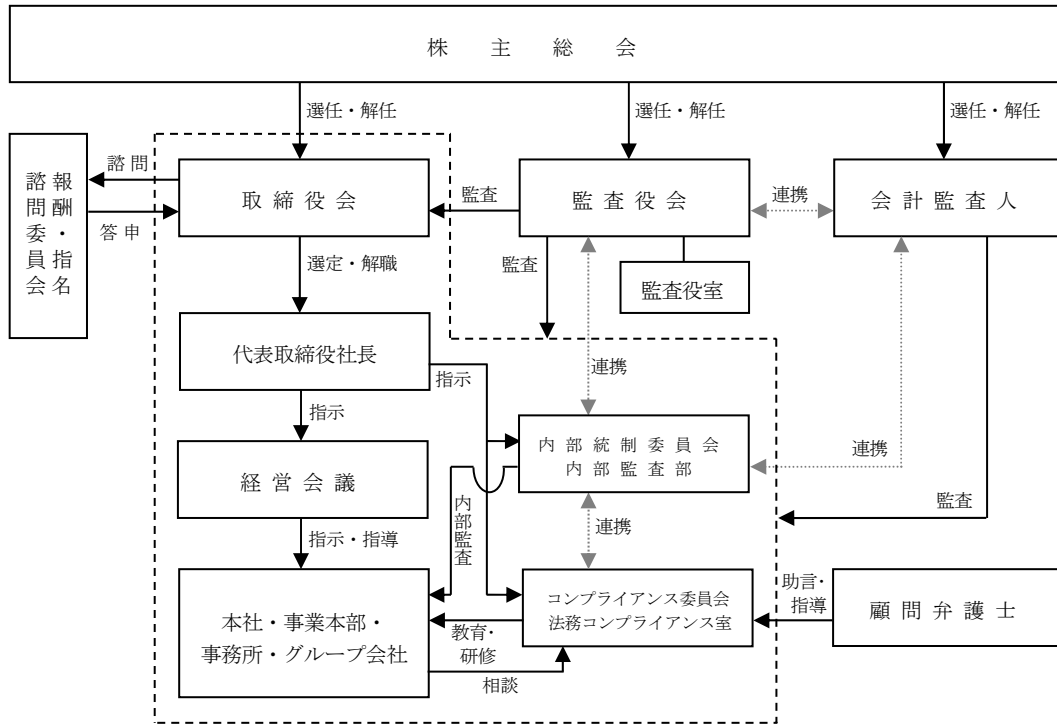 株主総会
選任・解任
選任・解任
選任・解任
報酬・指名
諮問委員会
諮問
答申
取締役会
監査
監査役会
連携
会計監査人
選定・解職
監査
監査役室
代表取締役社長
指示
連携
指示
内部統制委員会
内部監査部
連携
経営会議
内部監査
監査
指示・指導
連携
本社・事業本部・
事務所・グループ会社
コンプライアンス委員会
法務コンプライアンス室
助言・
指導
顧問弁護士
教育・
研修
相談